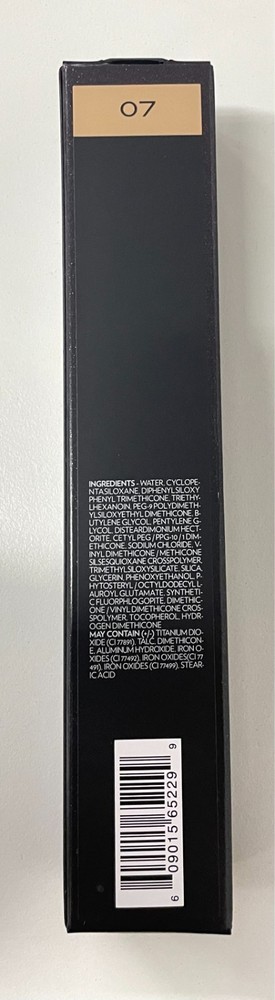 07
INGREDIENTS - WATER, CYCLOPE-
NTASILOXANE, DIPHENYLSILOXY
PHENYL TRIMETHICONE, TRIETHY-
LHEXANOIN, PEG-9 POLYDIMETH-
YLSILOXYETHYL DIMETHICONE, B-
UTYLENE GLYCOL, PENTYLENE G-
LYCOL, DISTEARDIMONIUM HECT-
ORITE, CETYL PEG / PPG-10 / 1 DIM-
ETHICONE, SODIUM CHLORIDE, V-
INYL DIMETHICONE / METHICONE
SILSESQUIOXANE CROSSPOLYMER,
TRIMETHYLSILOXYSILICATE, SILICA,
GLYCERIN, PHENOXYETHANOL, P-
HYTOSTERYL / OCTYLDODECYL L-
AUROYL GLUTAMATE, SYNTHETI-
C FLUORPHLOGOPITE, DIMETHIC-
ONE / VINYL DIMETHICONE CROS-
SPOLYMER, TOCOPHEROL, HYDR-
OGEN DIMETHICONE
MAY CONTAIN (+/-) TITANIUM DIO-
XIDE (CI 77891), TALC, DIMETHICON-
E, ALUMINUM HYDROXIDE, IRON O-
XIDES (CI 77492), IRON OXIDES(CI 77
491), IRON OXIDES (CI 77499), STEAR-
IC ACID
6 09015 65229 9